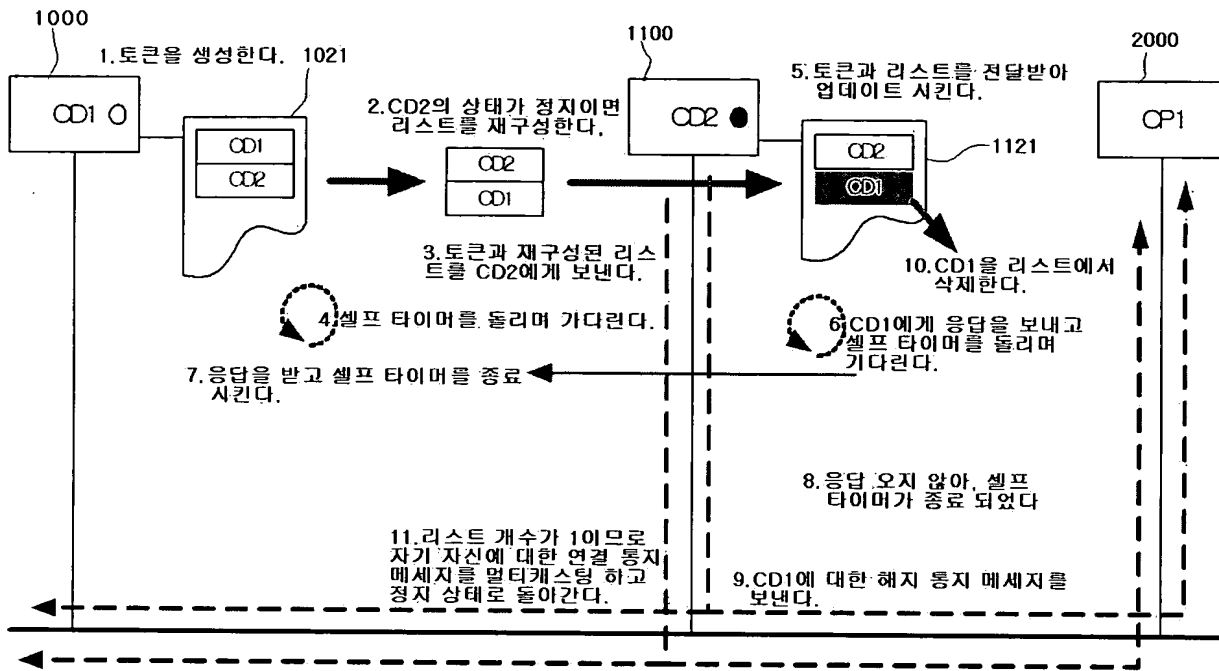 1000
1.토큰을 생성한다.
1021
CD1
CD1
CD2
2.CD2의 상태가 정지이면
리스트를 재구성한다.
CD2
CD1
1100
CD2
5.토큰과 리스트를 전달받아
업데이트 시킨다.
CD2
CD1
1121
2000
CP1
3.토큰과 재구성된 리스
트를 CD2에게 보낸다.
10.CD1을 리스트에서
삭제한다.
4.셀프 타이머를 돌리며 가다린다.
6.CD1에게 응답을 보내고
셀프 타이머를 돌리며
기다린다.
7.응답을 받고 셀프 타이머를 종료
시킨다.
8.응답 오지 않아, 셀프
타이머가 종료 되었다
11.리스트 개수가 1이므로
자기 자신에 대한 연결 통지
메세지를 멀티캐스팅 하고
정지 상태로 돌아간다.
9.CD1에 대한 해지 통지 메세지를
보낸다.